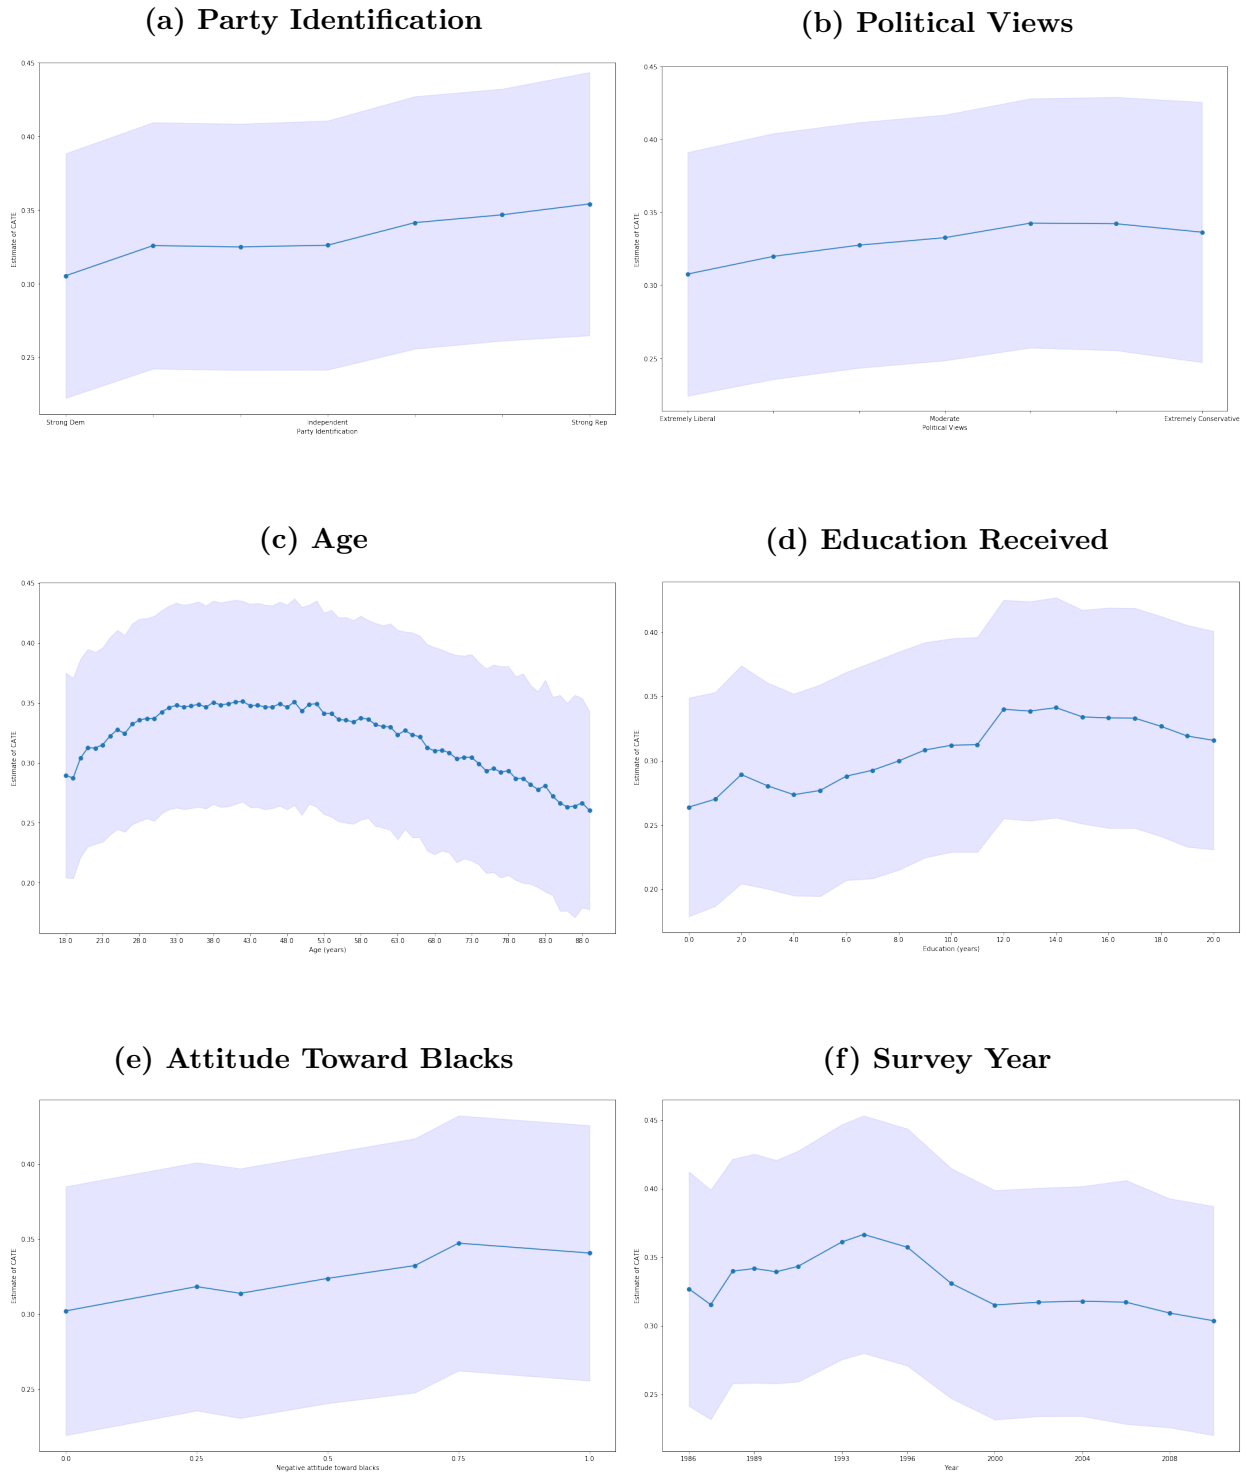 (a) Party Identification
0.45
0.40
0.35
0.30
0.25
Estimate of CATE
Strong Dem
Independent
Strong Rep
Party Identification
(b) Political Views
0.45
0.40
0.35
0.30
0.25
Estimate of CATE
Extremely Liberal
Moderate
Extremely Conservative
Political Views
(c) Age
0.45
0.40
0.35
0.30
0.25
0.20
Estimate of CATE
18.0 23.0 28.0 33.0 38.0 43.0 48.0 53.0 58.0 63.0 68.0 73.0 78.0 83.0 88.0
Age (years)
(d) Education Received
0.40
0.35
0.30
0.25
0.20
Estimate of CATE
0.0 2.0 4.0 6.0 8.0 10.0 12.0 14.0 16.0 18.0 20.0
Education (years)
(e) Attitude Toward Blacks
0.40
0.35
0.30
0.25
Estimate of CATE
0.0 0.25 0.5 0.75 1.0
Negative attitude toward blacks
(f) Survey Year
0.45
0.40
0.35
0.30
0.25
Estimate of CATE
1986 1989 1993 1996 2000 2004 2008
Year